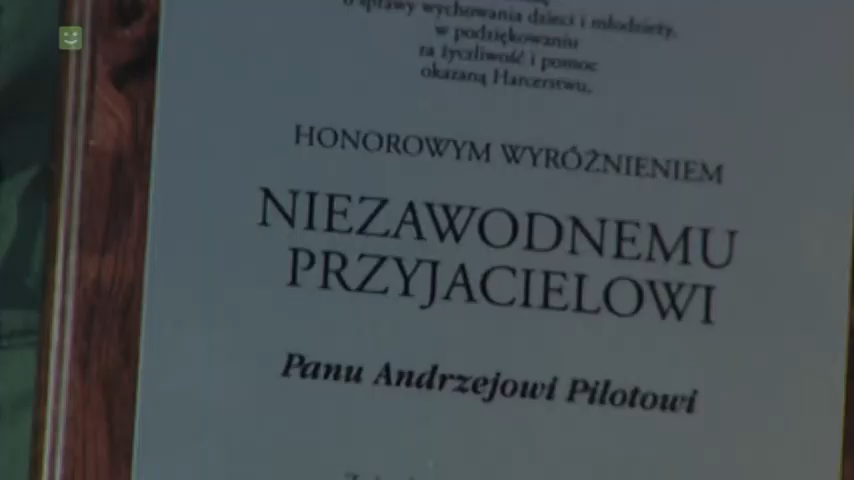 o sprawy wychowania dzieci i młodzieży,
w podziękowaniu
za życzliwość i pomoc
okazaną Harcerstwu,
HONOROWYM WYRÓŻNIENIEM
NIEZAWODNEMU
PRZYJACIELOWI
Panu Andrzejowi Pilotowi